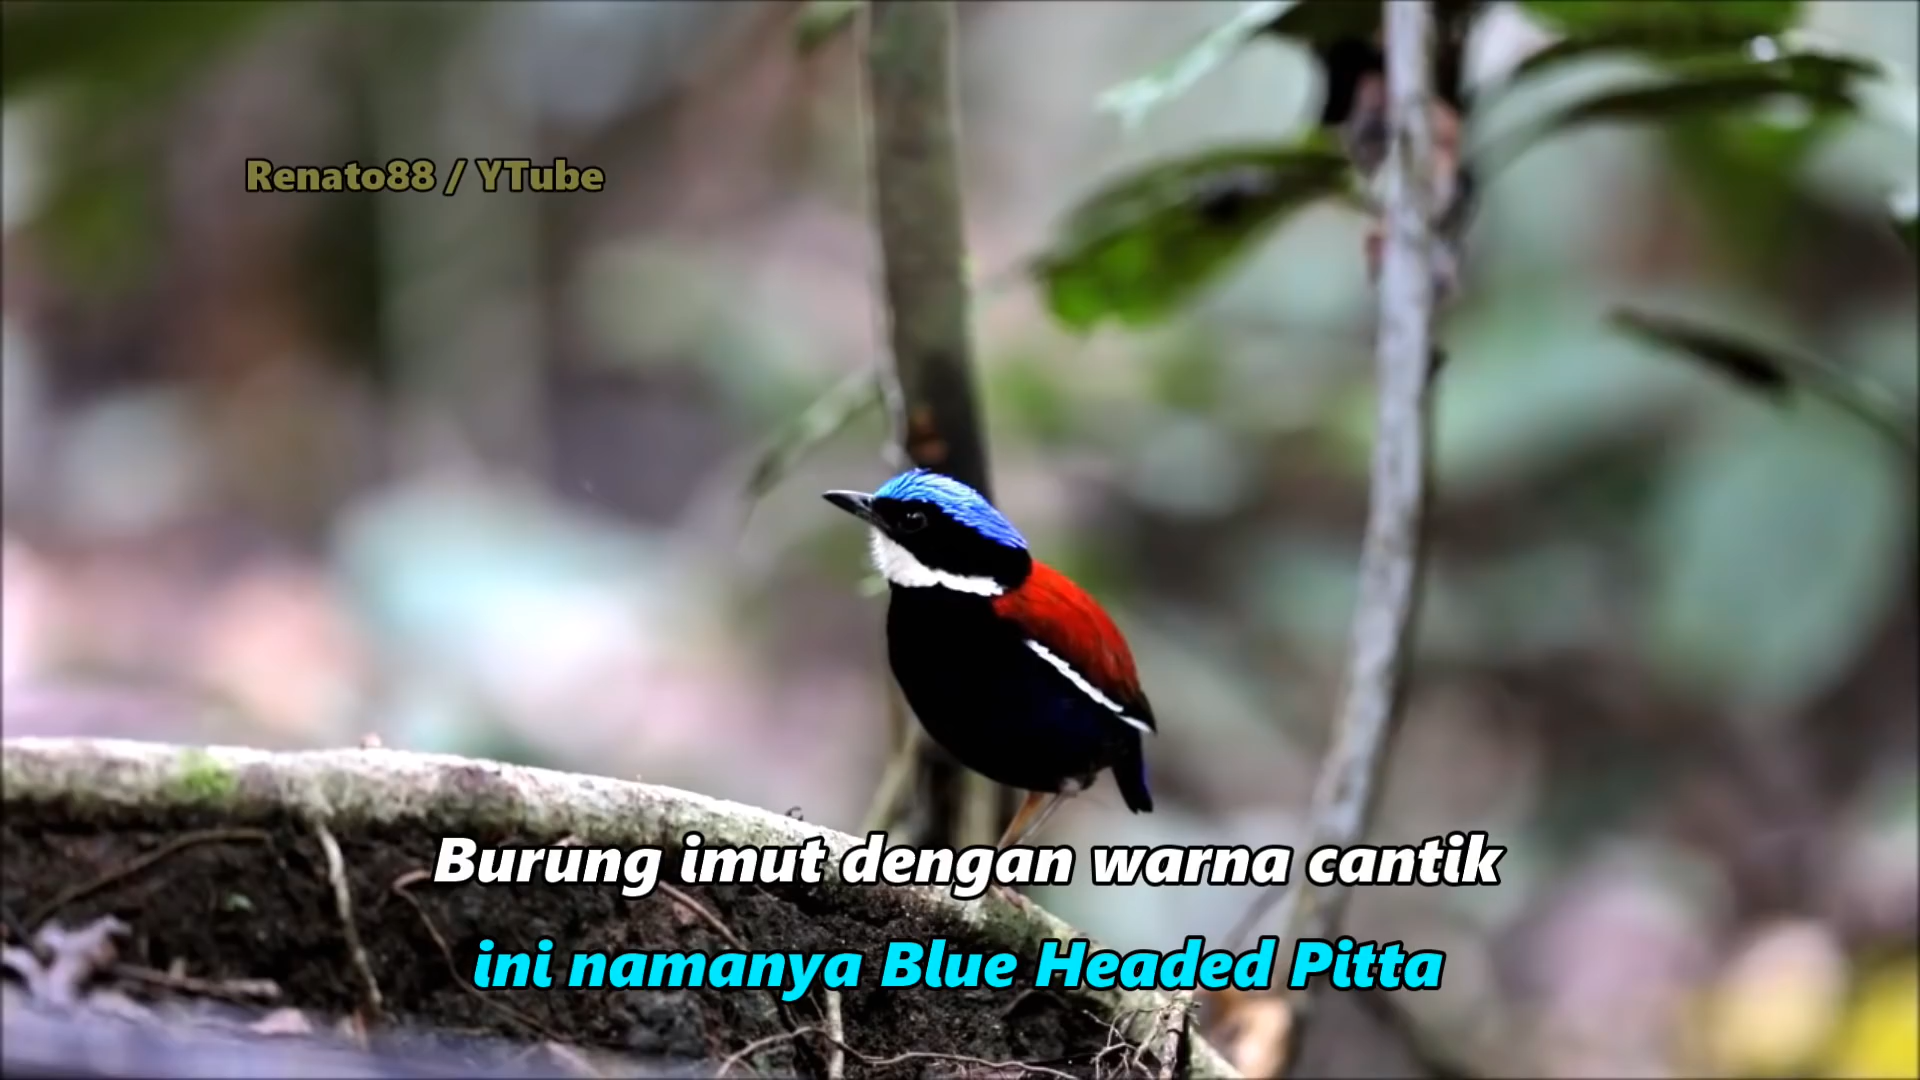 Renato88 / YTube
Burung imut dengan warna cantik
ini namanya Blue Headed Pitta